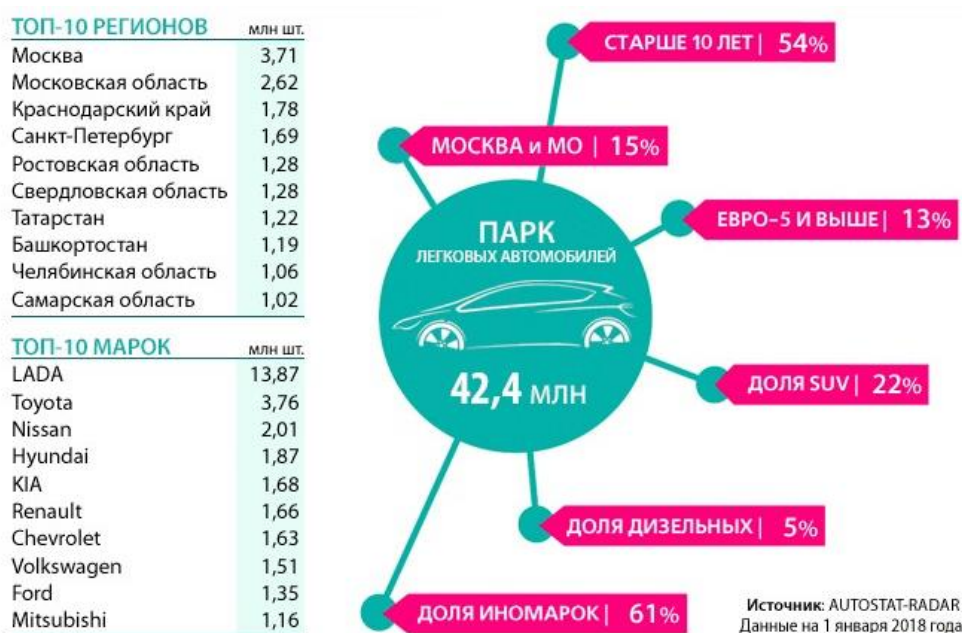 ТОП-10 РЕГИОНОВ млн шт.
Москва 3,71
Московская область 2,62
Краснодарский край 1,78
Санкт-Петербург 1,69
Ростовская область 1,28
Свердловская область 1,28
Татарстан 1,22
Башкортостан 1,19
Челябинская область 1,06
Самарская область 1,02
ТОП-10 МАРОК млн шт.
LADA 13,87
Toyota 3,76
Nissan 2,01
Hyundai 1,87
KIA 1,68
Renault 1,66
Chevrolet 1,63
Volkswagen 1,51
Ford 1,35
Mitsubishi 1,16
СТАРШЕ 10 ЛЕТ | 54%
МОСКВА и МО | 15%
ЕВРО-5 И ВЫШЕ | 13%
ПАРК
ЛЕГКОВЫХ АВТОМОБИЛЕЙ
42,4 МЛН
ДОЛЯ SUV | 22%
ДОЛЯ ДИЗЕЛЬНЫХ | 5%
ДОЛЯ ИНОМАРОК | 61%
Источник: AUTOSTAT-RADAR
Данные на 1 января 2018 года